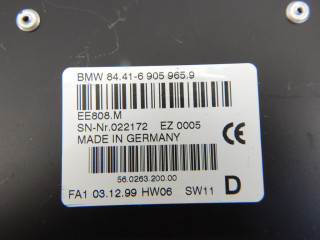 BMW 84.41-6 905 965.9
EE808.M
SN-Nr.022172 EZ 0005
MADE IN GERMANY
CE
56.0263.200.00
FA1 03.12.99 HW06 SW11 D